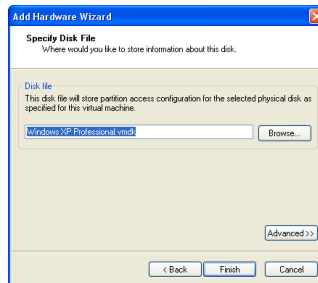 Add Hardware Wizard
Specify Disk File
Where would you like to store information about this disk.
Disk file
This disk file will store partition access configuration for the selected physical disk as
specified for this virtual machine.
Windows XP Professional.vmdk
Browse...
Advanced >>
< Back
Finish
Cancel